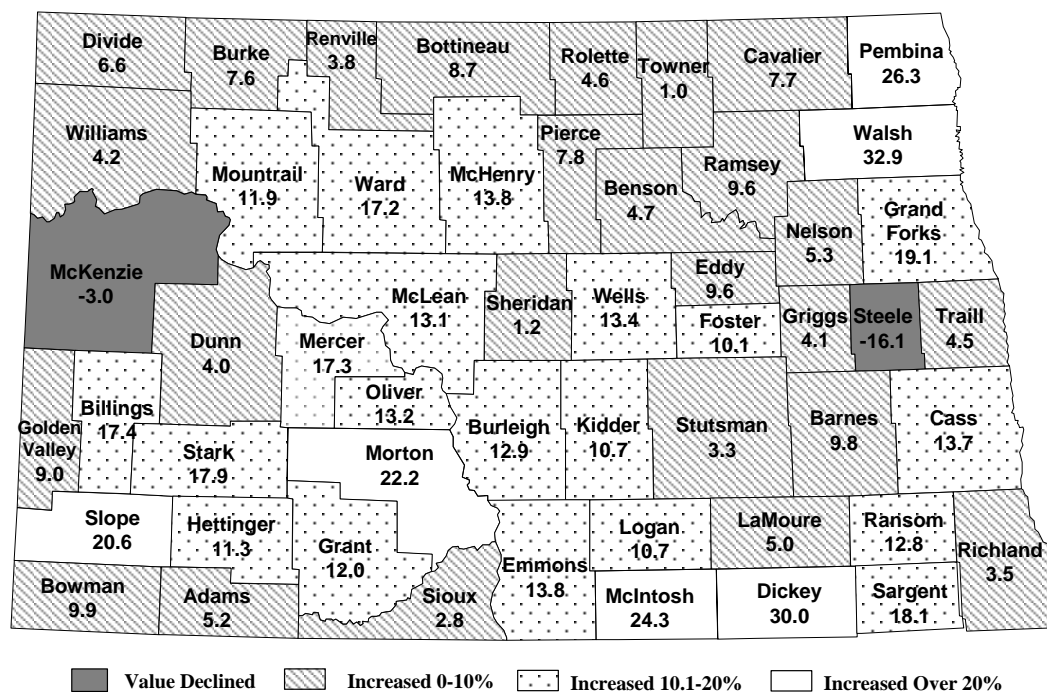 Divide
6.6
Burke
7.6
Renville
3.8
Bottineau
8.7
Rolette
4.6
Towner
1.0
Cavalier
7.7
Pembina
26.3
Williams
4.2
Mountrail
11.9
Ward
17.2
McHenry
13.8
Pierce
7.8
Benson
4.7
Ramsey
9.6
Walsh
32.9
Nelson
5.3
Grand
Forks
19.1
McKenzie
-3.0
Dunn
4.0
Mercer
17.3
McLean
13.1
Sheridan
1.2
Wells
13.4
Eddy
9.6
Foster
10.1
Griggs
4.1
Steele
-16.1
Traill
4.5
Golden
Valley
9.0
Billings
17.4
Stark
17.9
Oliver
13.2
Morton
22.2
Burleigh
12.9
Kidder
10.7
Stutsman
3.3
Barnes
9.8
Cass
13.7
Slope
20.6
Hettinger
11.3
Grant
12.0
Emmons
13.8
Logan
10.7
LaMoure
5.0
Ransom
12.8
Richland
3.5
Bowman
9.9
Adams
5.2
Sioux
2.8
McIntosh
24.3
Dickey
30.0
Sargent
18.1
Value Declined
Increased 0-10%
Increased 10.1-20%
Increased Over 20%